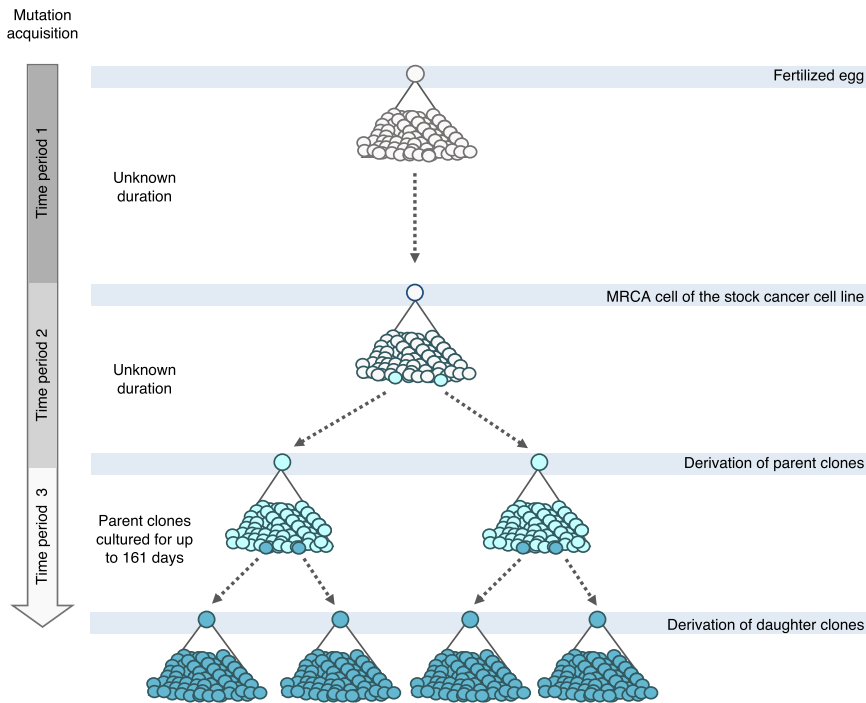 Mutation
acquisition
Fertilized egg
Time period 1
Unknown
duration
MRCA cell of the stock cancer cell line
Time period 2
Unknown
duration
Derivation of parent clones
Time period 3
Parent clones
cultured for up
to 161 days
Derivation of daughter clones